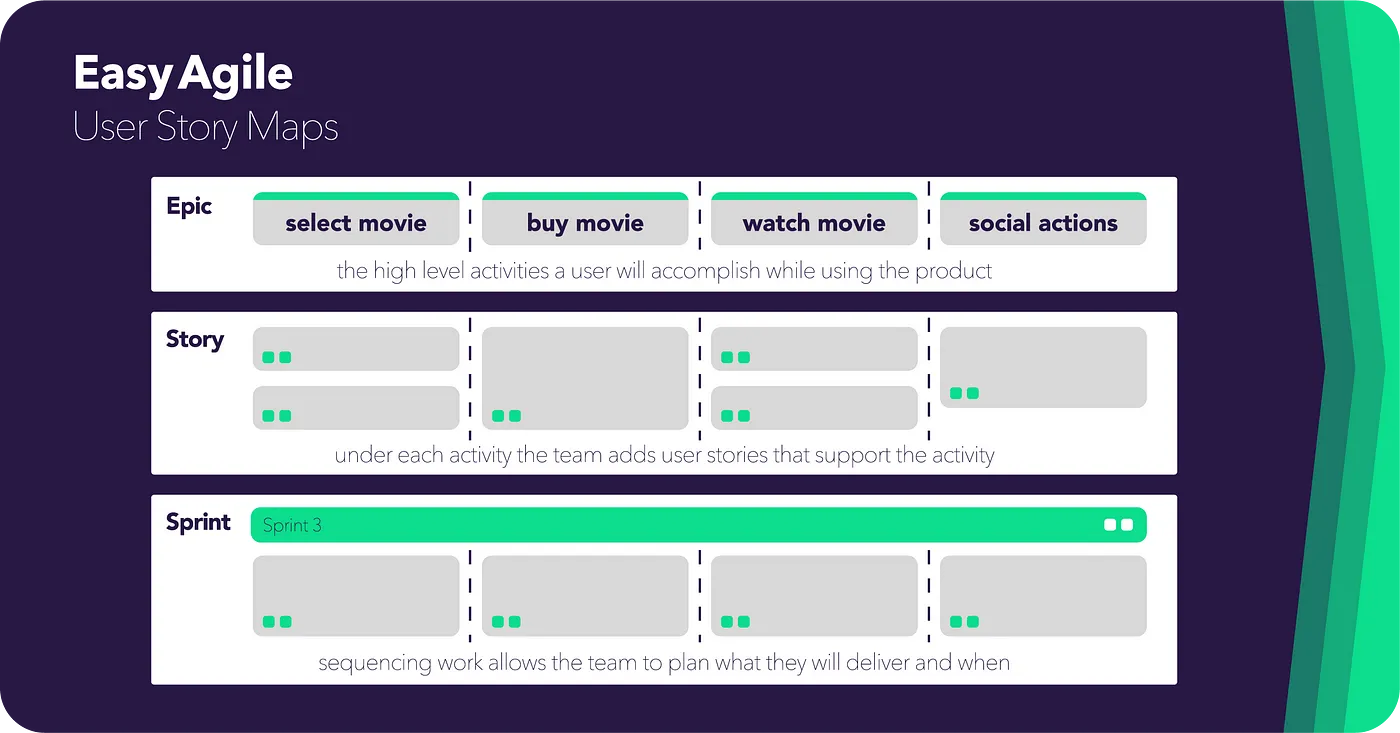 Easy Agile
User Story Maps
Epic
select movie
buy movie
watch movie
social actions
the high level activities a user will accomplish while using the product
Story
under each activity the team adds user stories that support the activity
Sprint
Sprint 3
sequencing work allows the team to plan what they will deliver and when